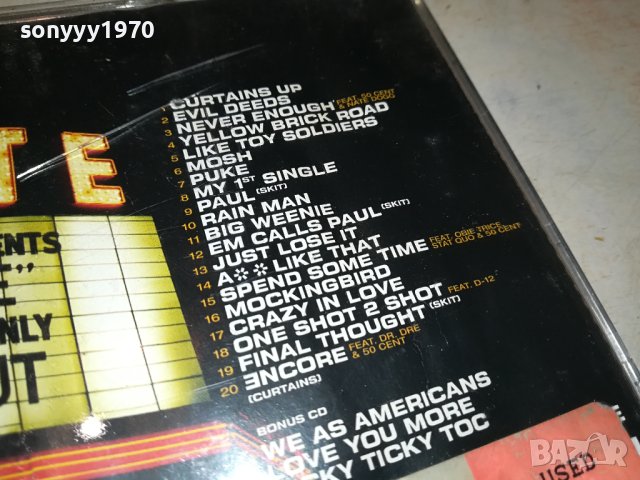 sonyyy1970
TE
1 CURTAINS UP
2 EVIL DEEDS
3 NEVER ENOUGH FEAT. 50 CENT & NATE DOGG
4 YELLOW BRICK ROAD
5 LIKE TOY SOLDIERS
6 MOSH
7 PUKE
8 MY 1ST SINGLE
9 PAUL (SKIT)
10 RAIN MAN
11 BIG WEENIE
12 EM CALLS PAUL (SKIT)
13 JUST LOSE IT
14 A** LIKE THAT
15 SPEND SOME TIME FEAT. OBIE TRICE, STAT QUO & 50 CENT
16 MOCKINGBIRD
17 CRAZY IN LOVE
18 ONE SHOT 2 SHOT FEAT. D-12
19 FINAL THOUGHT (SKIT)
20 ƎNCORE FEAT. DR. DRE & 50 CENT
(CURTAINS)
BONUS CD
WE AS AMERICANS
LOVE YOU MORE
TICKY TOC
ENTS
E"
ONLY
UT
USED
BAZAR